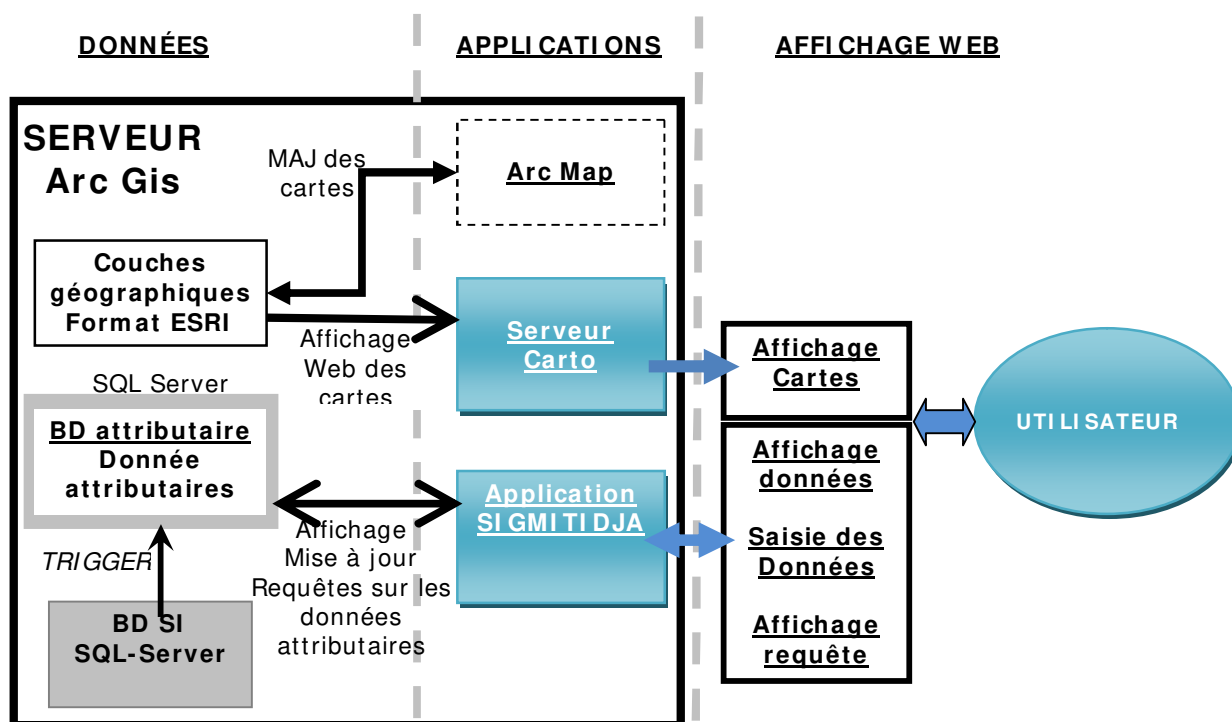 DONNÉES
APPLICATIONS
AFFICHAGE WEB
SERVEUR
Arc Gis
MAJ des
cartes
Arc Map
Couches
géographiques
Format ESRI
Affichage
Web des
cartes
Serveur
Carto
Affichage
Cartes
UTILISATEUR
SQL Server
BD attributaire
Donnée
attributaires
Affichage
Mise à jour
Requêtes sur les
données
attributaires
Application
SIGMITIDJA
Affichage
données
Saisie des
Données
Affichage
requête
TRIGGER
BD SI
SQL-Server